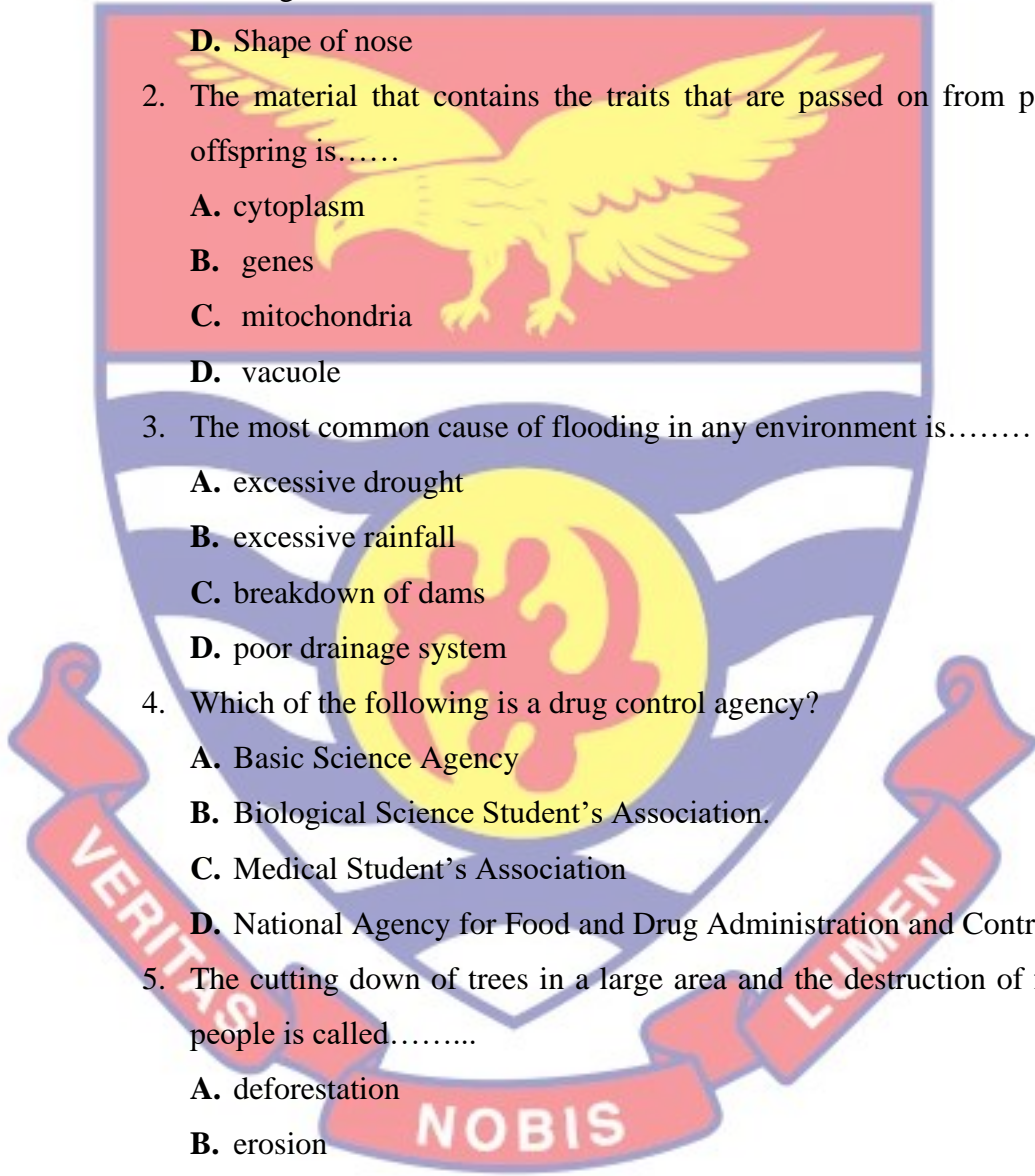 D. Shape of nose
2. The material that contains the traits that are passed on from
offspring is……
A. cytoplasm
B. genes
C. mitochondria
D. vacuole
3. The most common cause of flooding in any environment is……..
A. excessive drought
B. excessive rainfall
C. breakdown of dams
D. poor drainage system
4. Which of the following is a drug control agency?
A. Basic Science Agency
B. Biological Science Student’s Association.
C. Medical Student’s Association
D. National Agency for Food and Drug Administration and
5. The cutting down of trees in a large area and the destruction of
people is called……...
A. deforestation
B. erosion
VERITAS
NOBIS
LUMEN